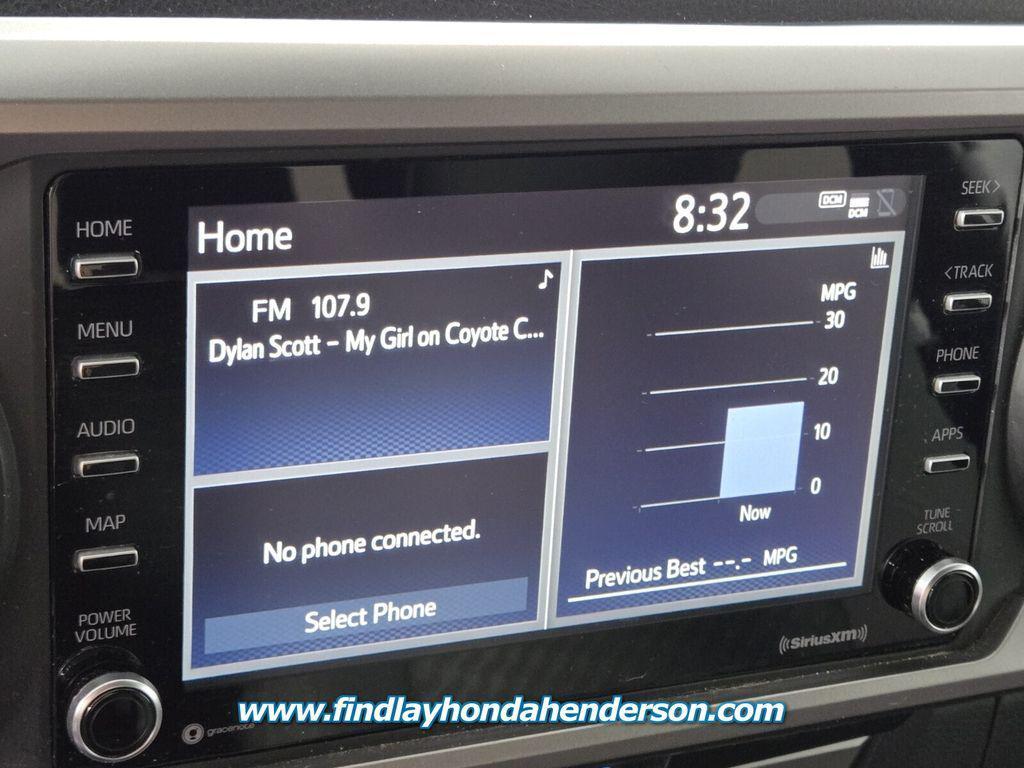 HOME
MENU
AUDIO
MAP
POWER
VOLUME
Home
8:32
DCM
DCM
FM 107.9
Dylan Scott - My Girl on Coyote C...
No phone connected.
Select Phone
MPG
30
20
10
0
Now
Previous Best --.- MPG
SEEK>
<TRACK
PHONE
APPS
TUNE
SCROLL
gracenote
((SiriusXM))
www.findlayhondahenderson.com